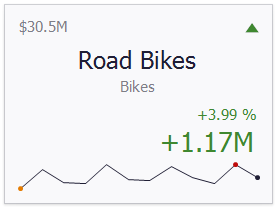 $30.5M
Road Bikes
Bikes
+3.99 %
+1.17M